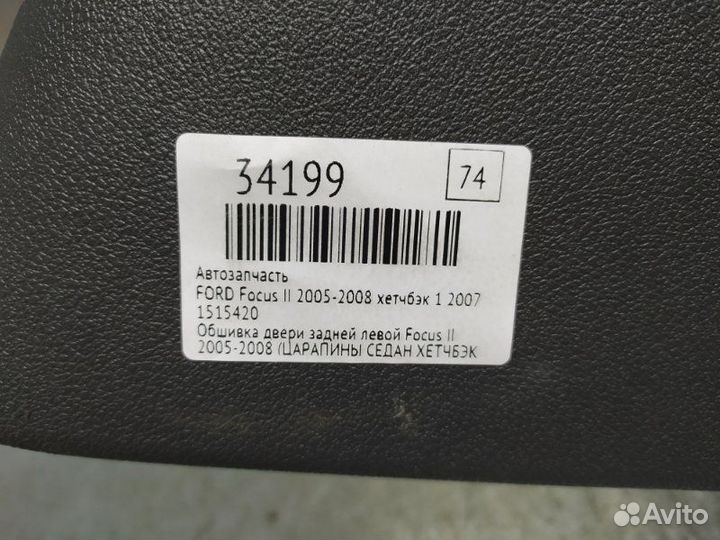 34199
74
Автозапчасть
FORD Focus II 2005-2008 хетчбэк 1 2007
1515420
Обшивка двери задней левой Focus II
2005-2008 (ЦАРАПИНЫ СЕДАН ХЕТЧБЭК
Avito